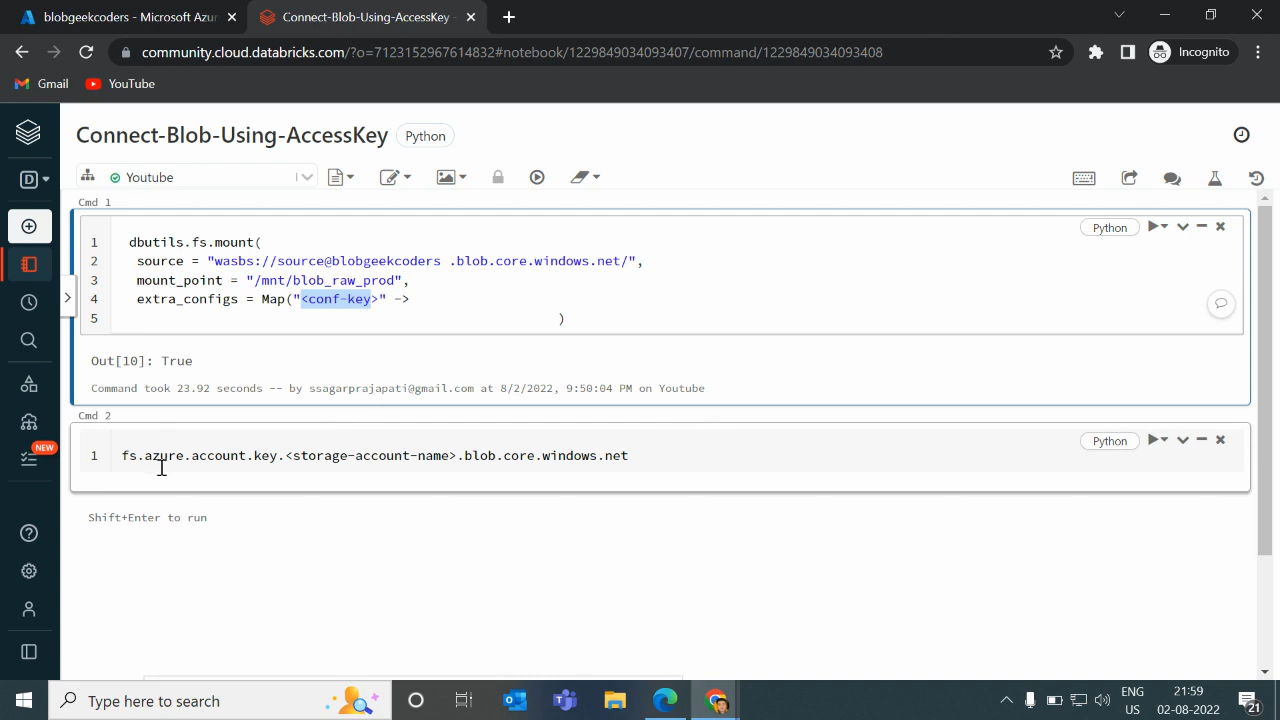 blobgeekcoders - Microsoft Azur
Connect-Blob-Using-AccessKey -
community.cloud.databricks.com/?o=7123152967614832#notebook/1229849034093407/command/1229849034093408
Incognito
Gmail
YouTube
Connect-Blob-Using-AccessKey
Python
D
Youtube
Cmd 1
Python
1 dbutils.fs.mount(
2 source = "wasbs://source@blobgeekcoders .blob.core.windows.net/",
3 mount_point = "/mnt/blob_raw_prod",
4 extra_configs = Map("<conf-key>" ->
5 )
Out[10]: True
Command took 23.92 seconds -- by ssagarprajapati@gmail.com at 8/2/2022, 9:50:04 PM on Youtube
Cmd 2
Python
1 fs.azure.account.key.<storage-account-name>.blob.core.windows.net
NEW
Shift+Enter to run
Type here to search
ENG
US
21:59
02-08-2022
21